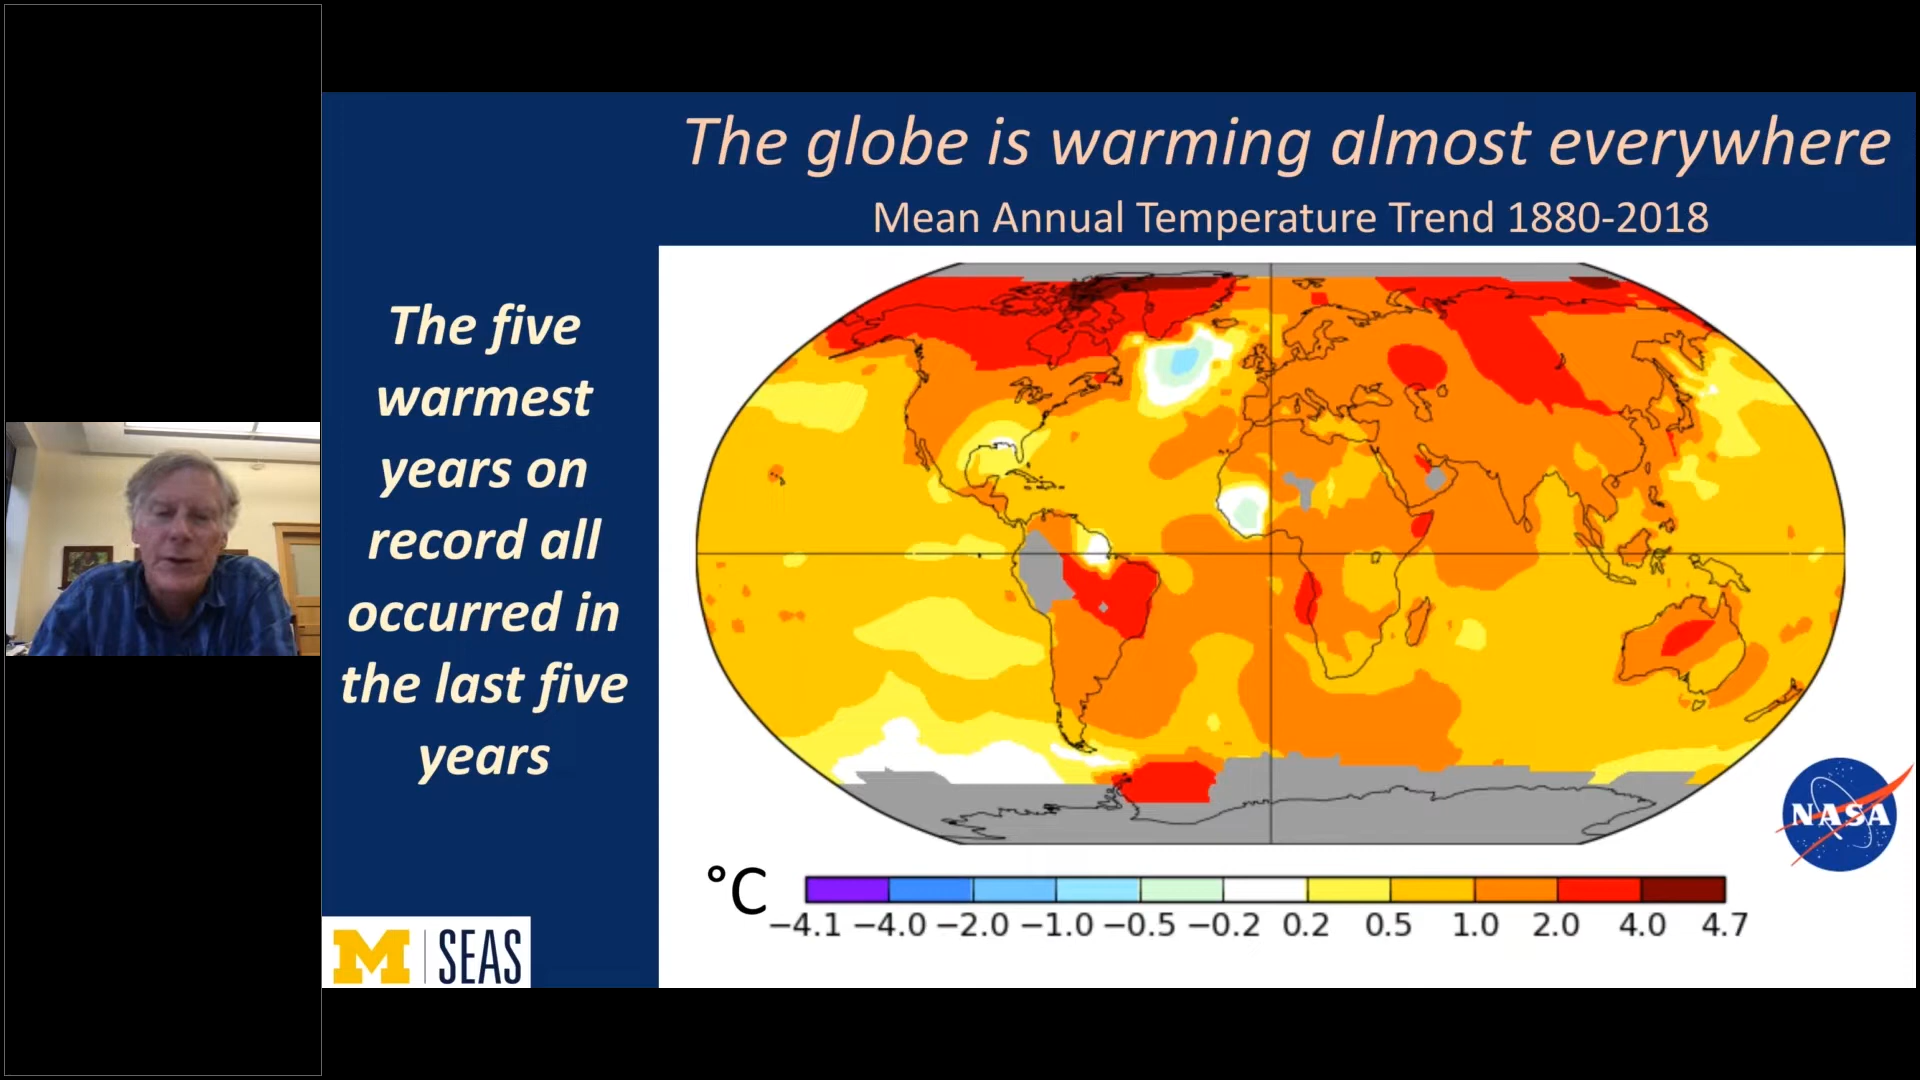 The globe is warming almost everywhere
Mean Annual Temperature Trend 1880-2018
The five
warmest
years on
record all
occurred in
the last five
years
NASA
°C
−4.1 −4.0 −2.0 −1.0 −0.5 −0.2 0.2 0.5 1.0 2.0 4.0 4.7
M | SEAS